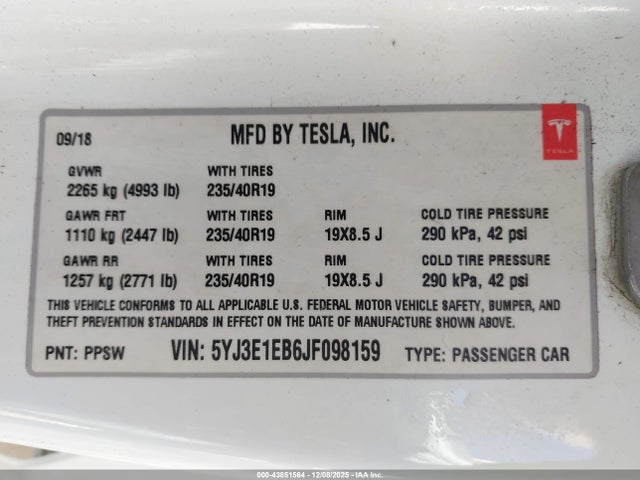 09/18 MFD BY TESLA, INC.
TESLA
GVWR WITH TIRES
2265 kg (4993 lb) 235/40R19
GAWR FRT WITH TIRES RIM COLD TIRE PRESSURE
1110 kg (2447 lb) 235/40R19 19X8.5 J 290 kPa, 42 psi
GAWR RR WITH TIRES RIM COLD TIRE PRESSURE
1257 kg (2771 lb) 235/40R19 19X8.5 J 290 kPa, 42 psi
THIS VEHICLE CONFORMS TO ALL APPLICABLE U.S. FEDERAL MOTOR VEHICLE SAFETY, BUMPER, AND
THEFT PREVENTION STANDARDS IN EFFECT ON THE DATE OF MANUFACTURE SHOWN ABOVE.
PNT: PPSW VIN: 5YJ3E1EB6JF098159 TYPE: PASSENGER CAR
000-43851564 - 12/08/2025 - IAA Inc.